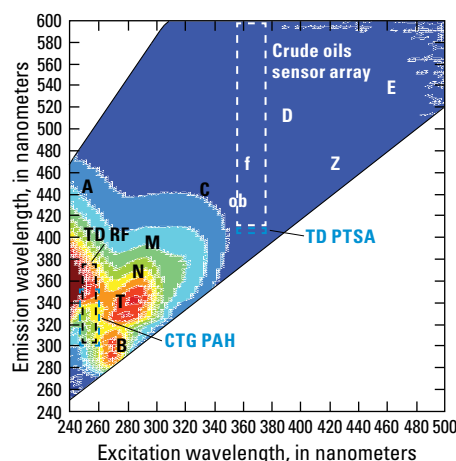 600
580
560
540
520
500
480
460
440
420
400
380
360
340
320
300
280
260
240
Emission wavelength, in nanometers
Crude oils
sensor array
E
D
f
Z
A
C
ob
TD RF
M
TD PTSA
N
T
CTG PAH
B
240 260 280 300 320 340 360 380 400 420 440 460 480 500
Excitation wavelength, in nanometers